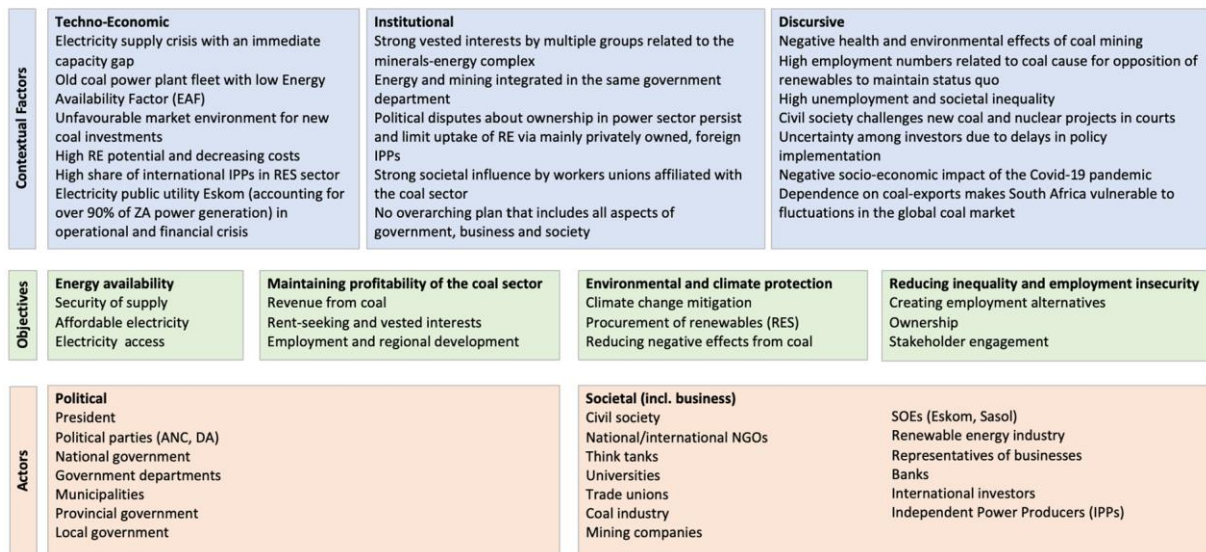 Contextual Factors
Techno-Economic
Electricity supply crisis with an immediate
capacity gap
Old coal power plant fleet with low Energy
Availability Factor (EAF)
Unfavourable market environment for new
coal investments
High RE potential and decreasing costs
High share of international IPPs in RES sector
Electricity public utility Eskom (accounting for
over 90% of ZA power generation) in
operational and financial crisis
Institutional
Strong vested interests by multiple groups related to the
minerals-energy complex
Energy and mining integrated in the same government
department
Political disputes about ownership in power sector persist
and limit uptake of RE via mainly privately owned, foreign
IPPs
Strong societal influence by workers unions affiliated with
the coal sector
No overarching plan that includes all aspects of
government, business and society
Discursive
Negative health and environmental effects of coal mining
High employment numbers related to coal cause for opposition of
renewables to maintain status quo
High unemployment and societal inequality
Civil society challenges new coal and nuclear projects in courts
Uncertainty among investors due to delays in policy
implementation
Negative socio-economic impact of the Covid-19 pandemic
Dependence on coal-exports makes South Africa vulnerable to
fluctuations in the global coal market
Objectives
Energy availability
Security of supply
Affordable electricity
Electricity access
Maintaining profitability of the coal sector
Revenue from coal
Rent-seeking and vested interests
Employment and regional development
Environmental and climate protection
Climate change mitigation
Procurement of renewables (RES)
Reducing negative effects from coal
Reducing inequality and employment insecurity
Creating employment alternatives
Ownership
Stakeholder engagement
Actors
Political
President
Political parties (ANC, DA)
National government
Government departments
Municipalities
Provincial government
Local government
Societal (incl. business)
Civil society
National/international NGOs
Think tanks
Universities
Trade unions
Coal industry
Mining companies
SOEs (Eskom, Sasol)
Renewable energy industry
Representatives of businesses
Banks
International investors
Independent Power Producers (IPPs)